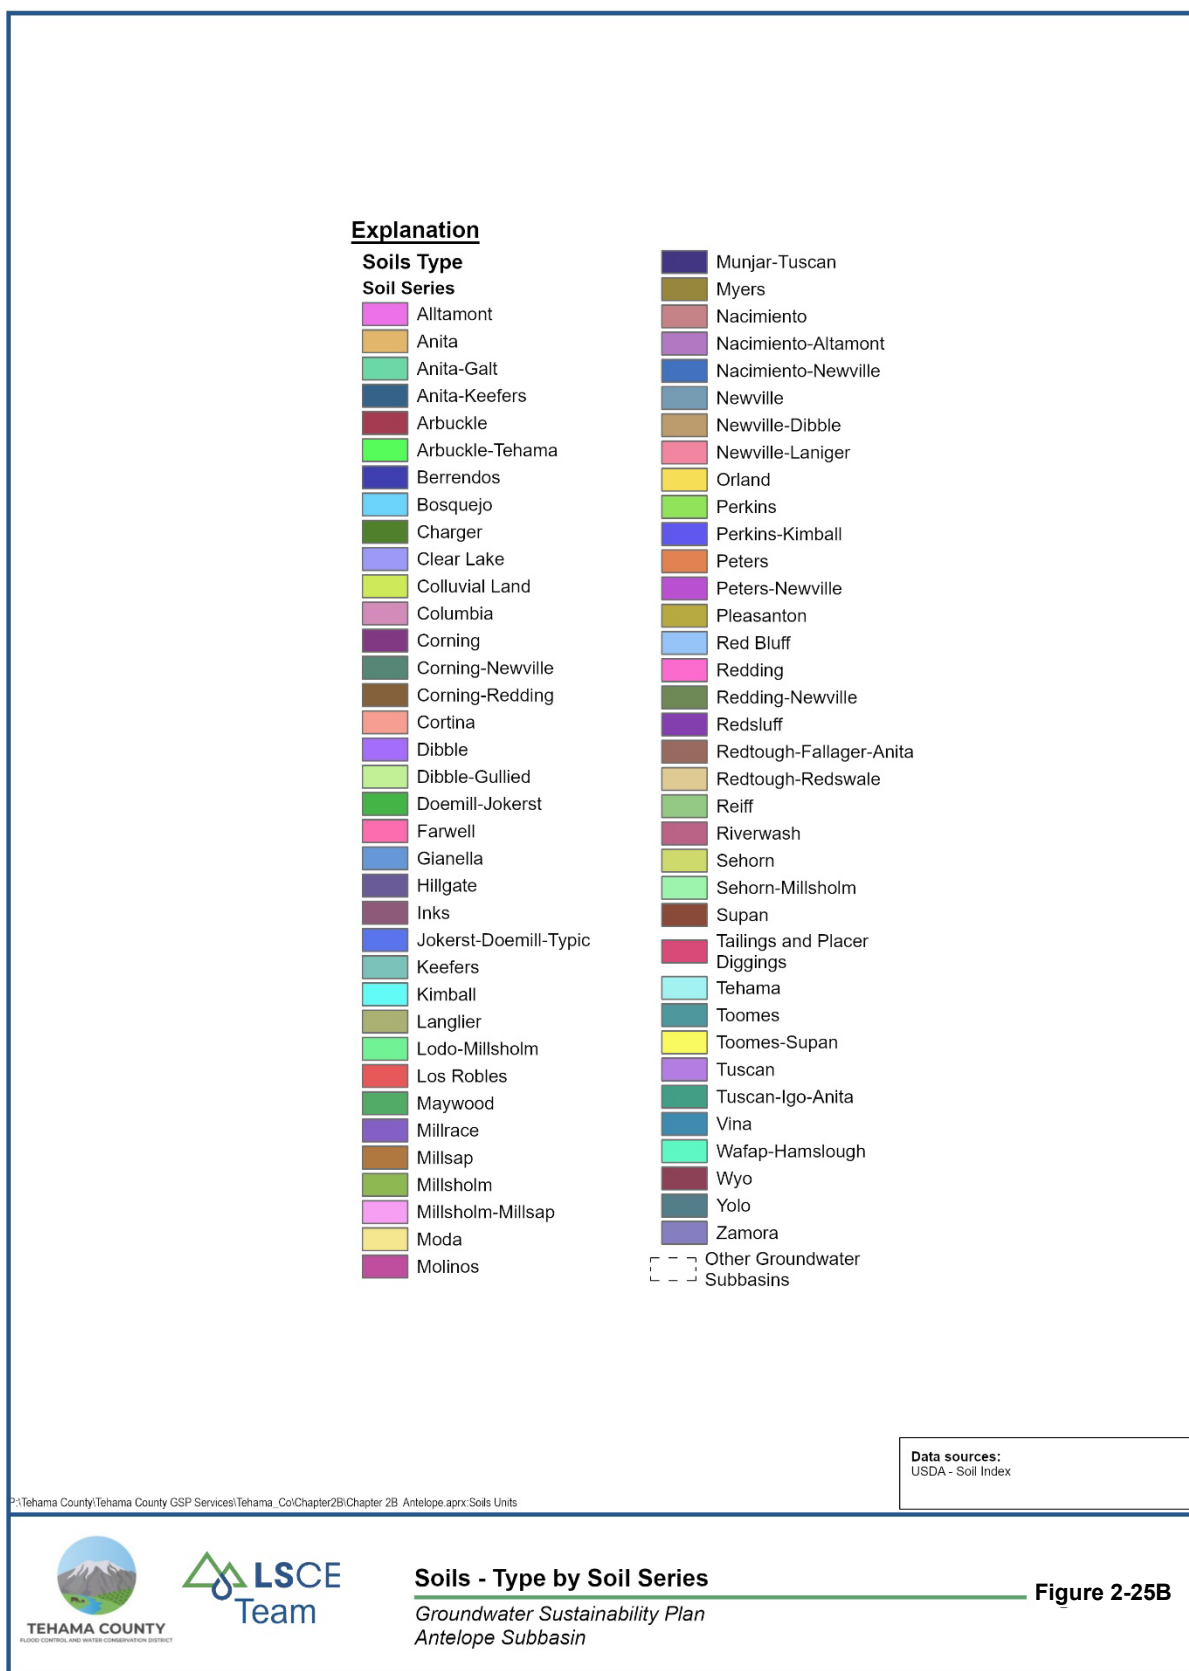 Explanation
Soils Type
Soil Series
Alltamont
Anita
Anita-Galt
Anita-Keefers
Arbuckle
Arbuckle-Tehama
Berrendos
Bosquejo
Charger
Clear Lake
Colluvial Land
Columbia
Corning
Corning-Newville
Corning-Redding
Cortina
Dibble
Dibble-Gullied
Doemill-Jokerst
Farwell
Gianella
Hillgate
Inks
Jokerst-Doemill-Typic
Keefers
Kimball
Langlier
Lodo-Millsholm
Los Robles
Maywood
Millrace
Millsap
Millsholm
Millsholm-Millsap
Moda
Molinos
Munjar-Tuscan
Myers
Nacimiento
Nacimiento-Altamont
Nacimiento-Newville
Newville
Newville-Dibble
Newville-Laniger
Orland
Perkins
Perkins-Kimball
Peters
Peters-Newville
Pleasanton
Red Bluff
Redding
Redding-Newville
Redsluff
Redtough-Fallager-Anita
Redtough-Redswale
Reiff
Riverwash
Sehorn
Sehorn-Millsholm
Supan
Tailings and Placer
Diggings
Tehama
Toomes
Toomes-Supan
Tuscan
Tuscan-Igo-Anita
Vina
Wafap-Hamslough
Wyo
Yolo
Zamora
Other Groundwater
Subbasins
Data sources:
USDA - Soil Index
P:\Tehama County\Tehama County GSP Services\Tehama_Co\Chapter2B\Chapter 2B Antelope.aprx:Soils Units
TEHAMA COUNTY
FLOOD CONTROL AND WATER CONSERVATION DISTRICT
LSCE
Team
Soils - Type by Soil Series
Groundwater Sustainability Plan
Antelope Subbasin
Figure 2-25B